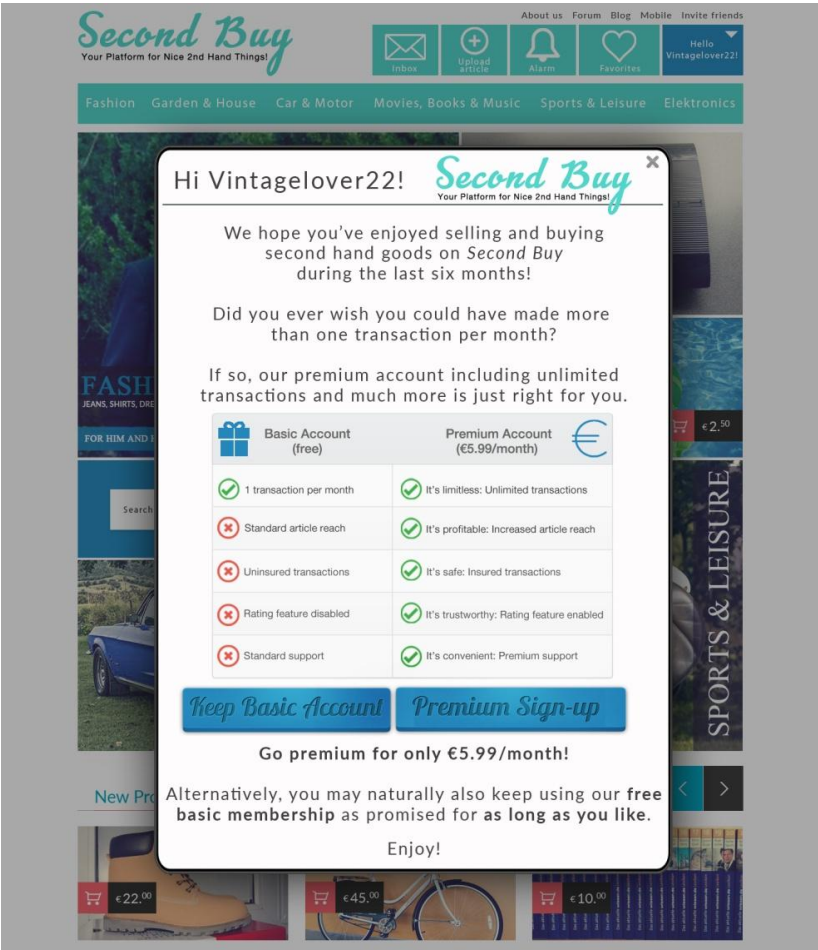 About us Forum Blog Mobile Invite friends
Second Buy
Your Platform for Nice 2nd Hand Things!
Inbox
Upload article
Alarm
Favorites
Hello
Vintagelover22!
Fashion Garden & House Car & Motor Movies, Books & Music Sports & Leisure Elektronics
Hi Vintagelover22!
Second Buy
Your Platform for Nice 2nd Hand Things!
We hope you've enjoyed selling and buying
second hand goods on Second Buy
during the last six months!
Did you ever wish you could have made more
than one transaction per month?
If so, our premium account including unlimited
transactions and much more is just right for you.
Basic Account
(free)
Premium Account
(€5.99/month)
€
1 transaction per month
It's limitless: Unlimited transactions
Standard article reach
It's profitable: Increased article reach
Uninsured transactions
It's safe: Insured transactions
Rating feature disabled
It's trustworthy: Rating feature enabled
Standard support
It's convenient: Premium support
Keep Basic Account
Premium Sign-up
Go premium for only €5.99/month!
Alternatively, you may naturally also keep using our free
basic membership as promised for as long as you like.
Enjoy!
FASH
JEANS, SHIRTS, DRE
FOR HIM AND
€2.50
Search
SPORTS & LEISURE
New Pro
€22.00
€45.00
€10.00